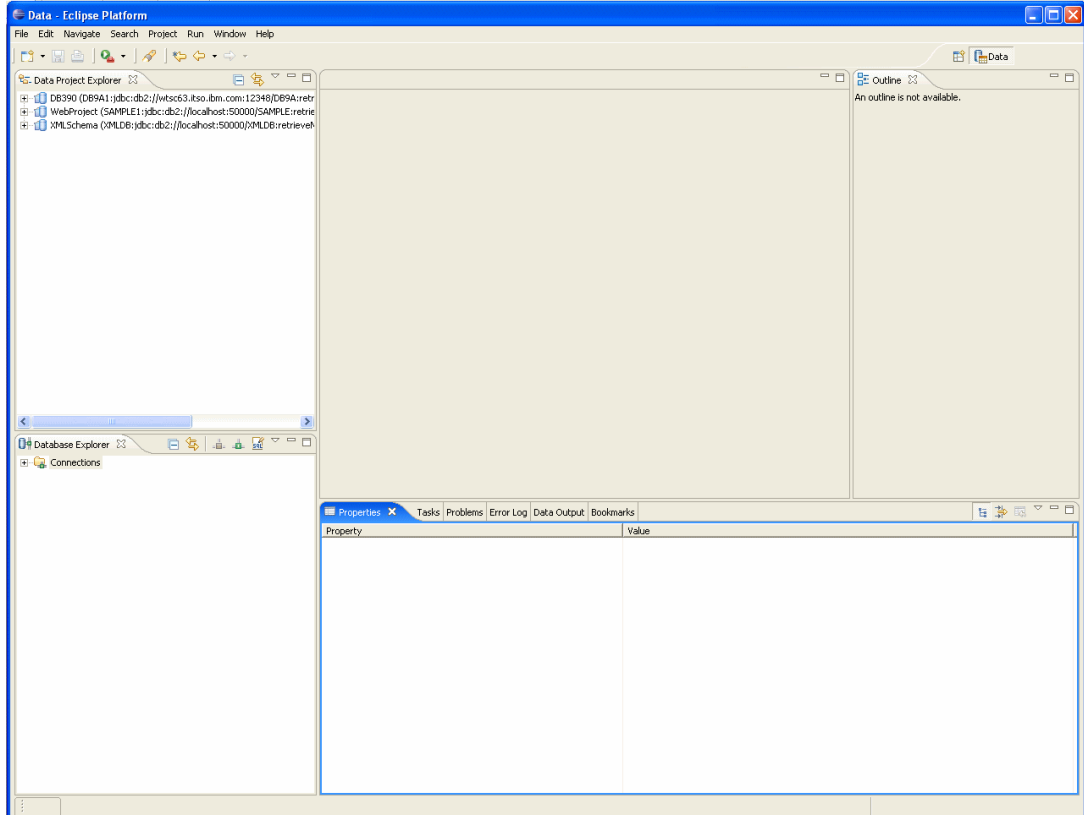 Data - Eclipse Platform
File Edit Navigate Search Project Run Window Help
Data
Data Project Explorer
DB390 (DB9A1:jdbc:db2://wtsc63.itso.ibm.com:12348/DB9A:retr
WebProject (SAMPLE1:jdbc:db2://localhost:50000/SAMPLE:retrie
XMLSchema (XMLDB:jdbc:db2://localhost:50000/XMLDB:retrieveM
Outline
An outline is not available.
Database Explorer
SQL
Connections
Properties Tasks Problems Error Log Data Output Bookmarks
Property Value